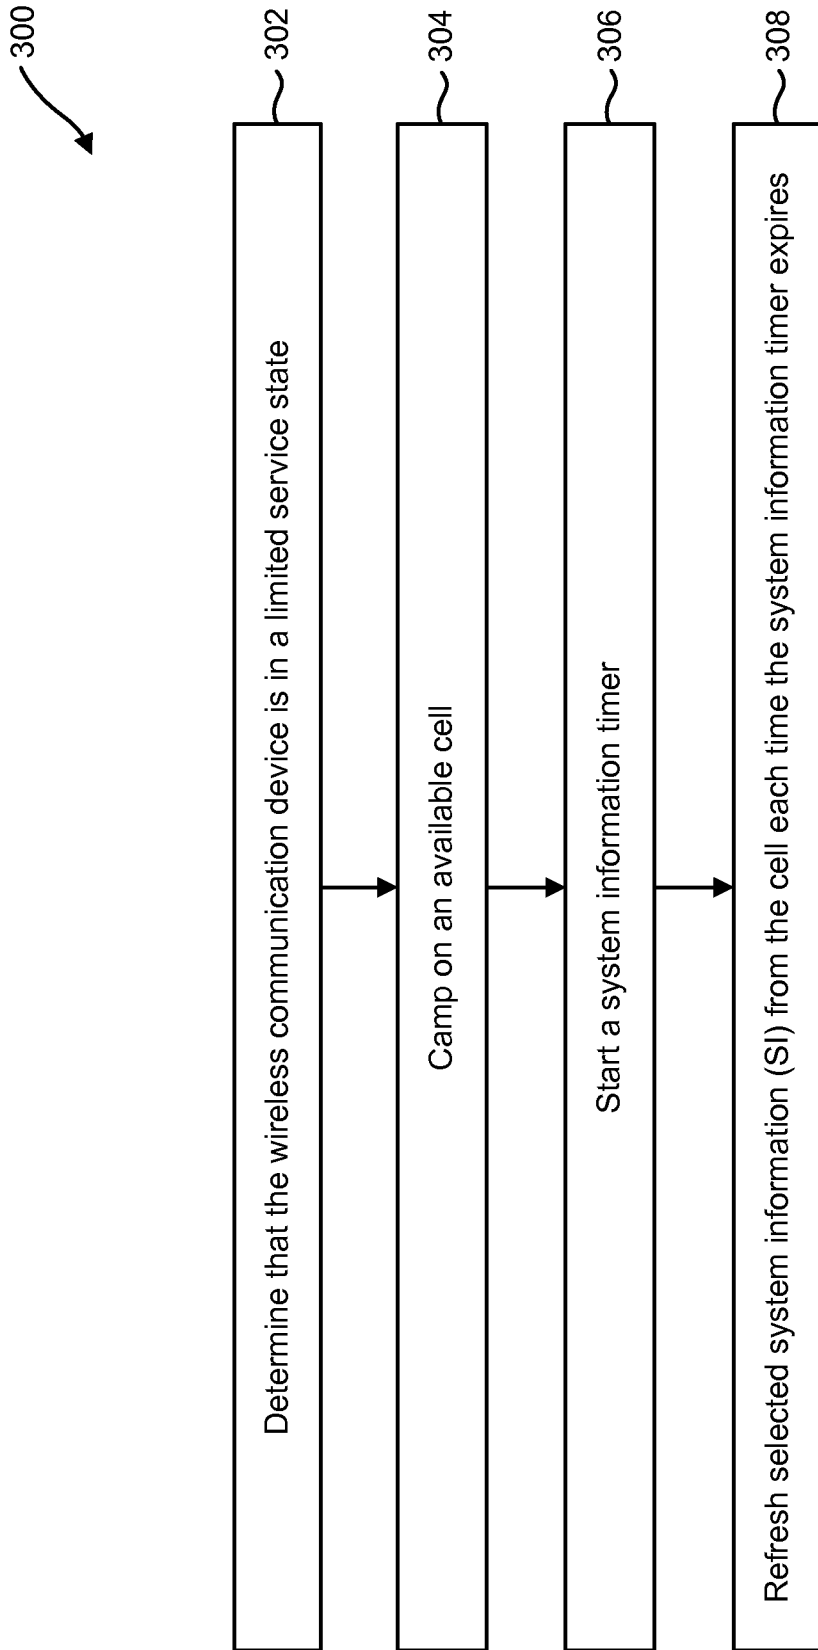 300
Determine that the wireless communication device is in a limited service state
302
Camp on an available cell
304
Start a system information timer
306
Refresh selected system information (SI) from the cell each time the system information timer expires
308